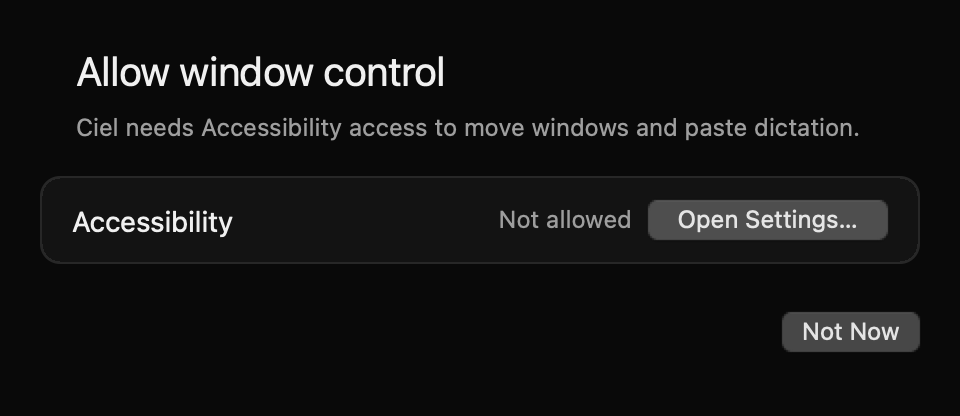 Allow window control
Ciel needs Accessibility access to move windows and paste dictation.
Accessibility
Not allowed
Open Settings...
Not Now